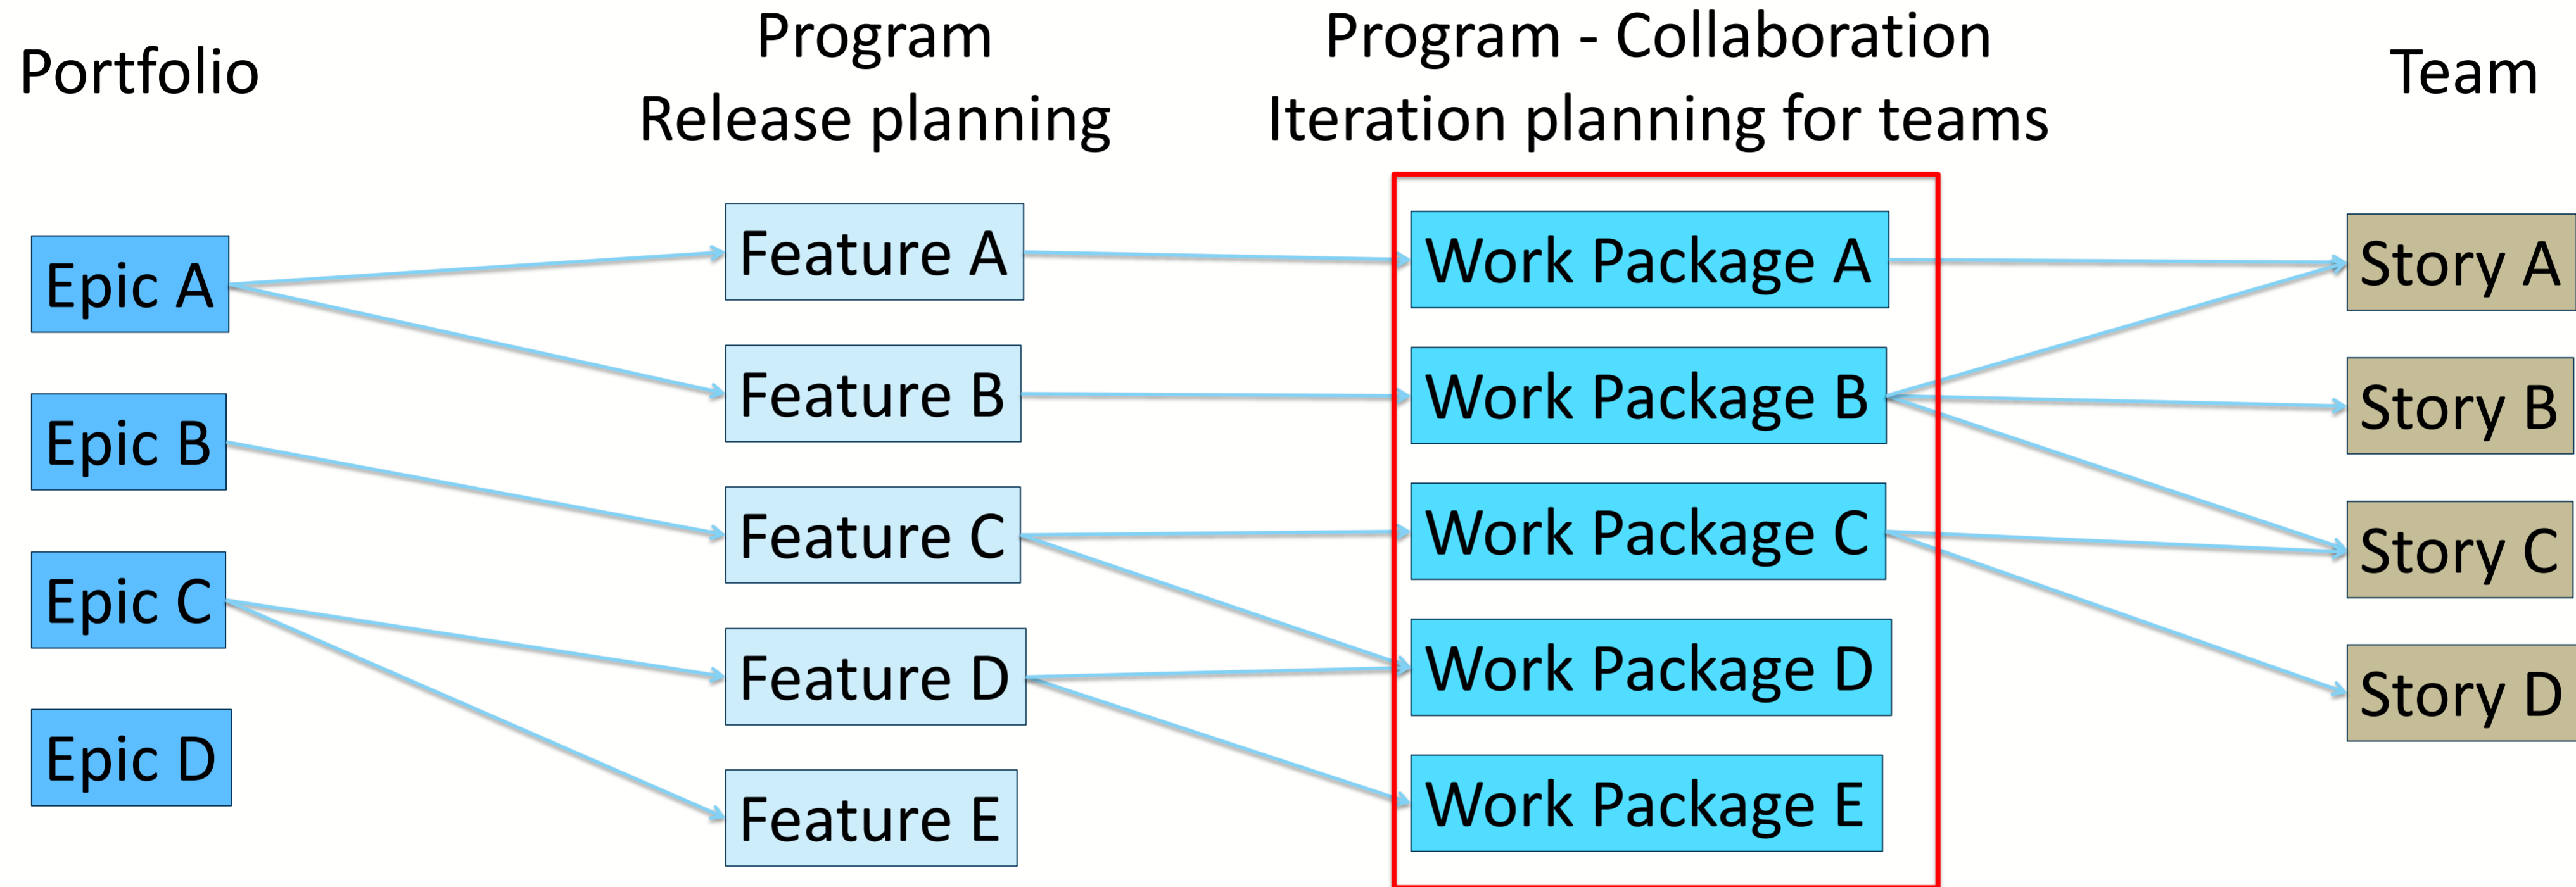 Portfolio
Program
Release planning
Program - Collaboration
Iteration planning for teams
Team
Epic A
Epic B
Epic C
Epic D
Feature A
Feature B
Feature C
Feature D
Feature E
Work Package A
Work Package B
Work Package C
Work Package D
Work Package E
Story A
Story B
Story C
Story D